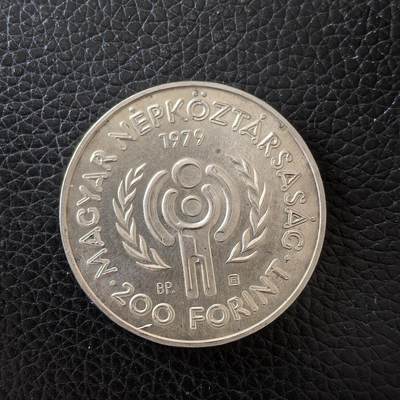 MAGYAR NÉPKÖZTÁRSASÁG
1979
BP.
200 FORINT